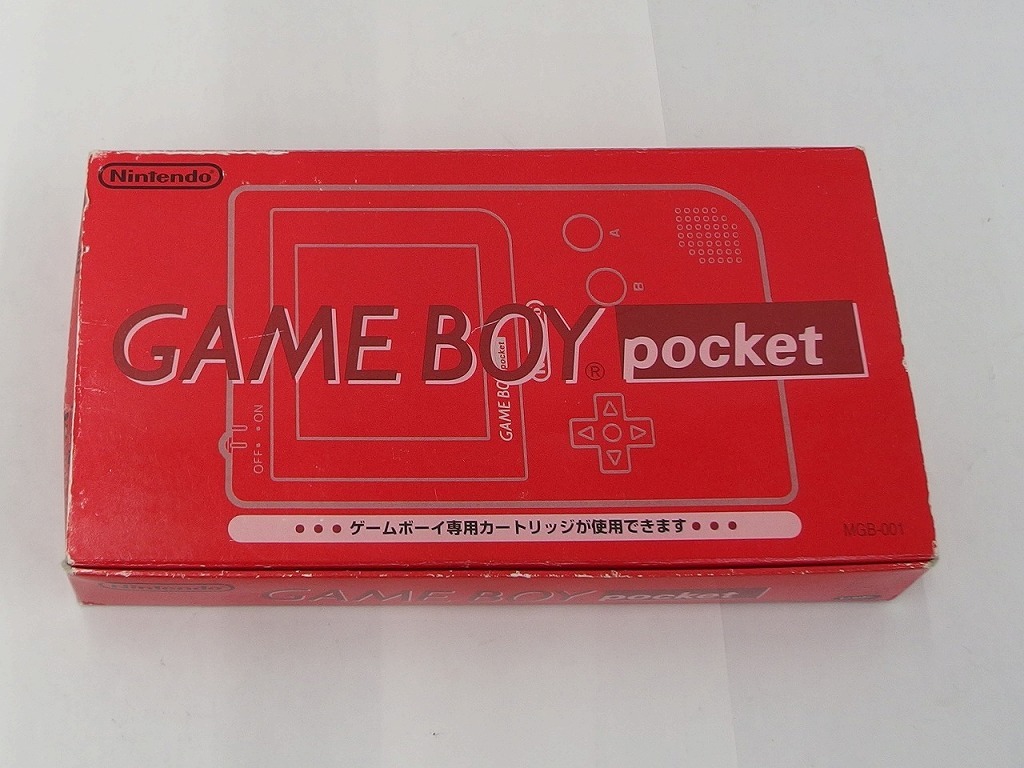 Nintendo®
A
B
GAME BOY® pocket
GAME BOY pocket
OFF • • ON
•••ゲームボーイ専用カートリッジが使用できます•••
MGB-001
Nintendo
GAME BOY pocket